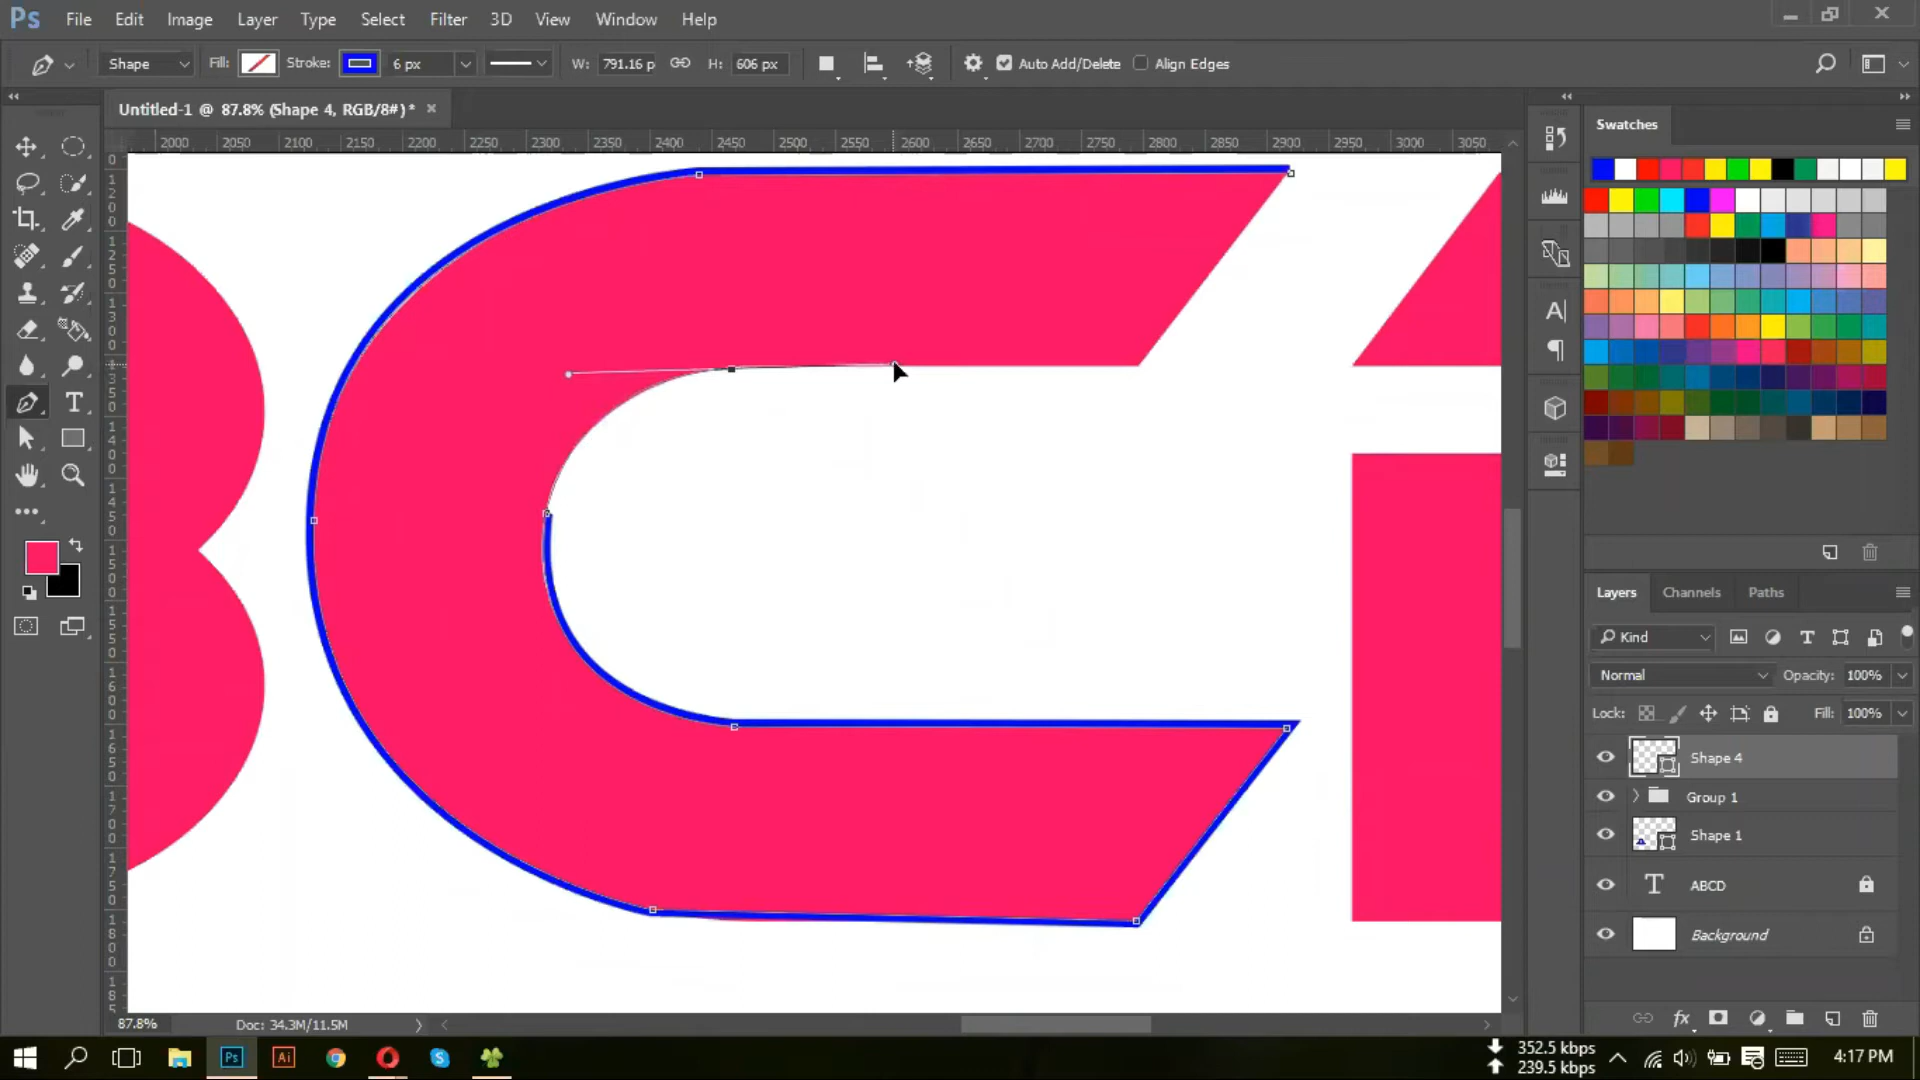 Ps File Edit Image Layer Type Select Filter 3D View Window Help
Shape Fill: Stroke: 6 px W: 791.16 p H: 606 px Auto Add/Delete Align Edges
Untitled-1 @ 87.8% (Shape 4, RGB/8#) * ×
2000 2050 2100 2150 2200 2250 2300 2350 2400 2450 2500 2550 2600 2650 2700 2750 2800 2850 2900 2950 3000 3050
Swatches
Layers Channels Paths
Kind
Normal Opacity: 100%
Lock: Fill: 100%
Shape 4
Group 1
Shape 1
T ABCD
Background
87.8% Doc: 34.3M/11.5M
Ps Ai
352.5 kbps
239.5 kbps
4:17 PM